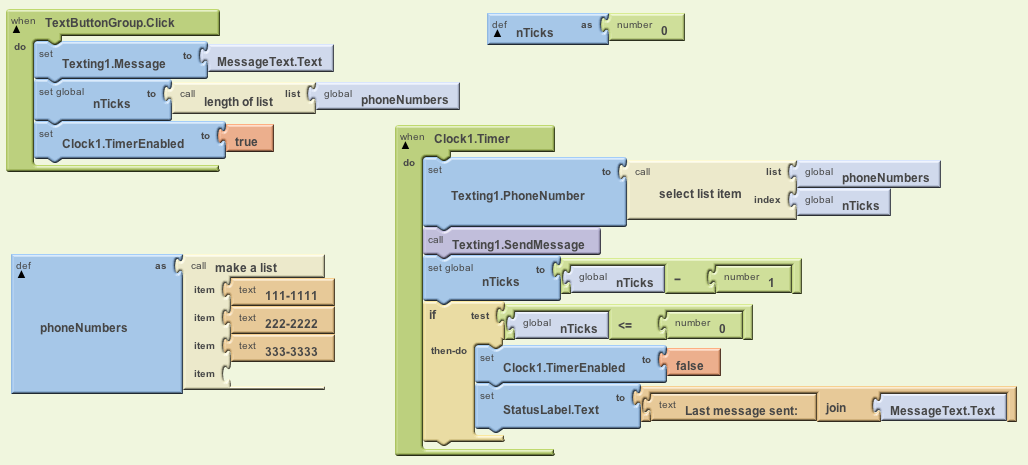 when TextButtonGroup.Click
do
set Texting1.Message to MessageText.Text
set global nTicks to call length of list list global phoneNumbers
set Clock1.TimerEnabled to true
def nTicks as number 0
when Clock1.Timer
do
set Texting1.PhoneNumber to call select list item list global phoneNumbers
index global nTicks
call Texting1.SendMessage
set global nTicks to global nTicks - number 1
if test global nTicks <= number 0
then-do set Clock1.TimerEnabled to false
set StatusLabel.Text to text Last message sent: join MessageText.Text
def phoneNumbers as call make a list
item text 111-1111
item text 222-2222
item text 333-3333
item